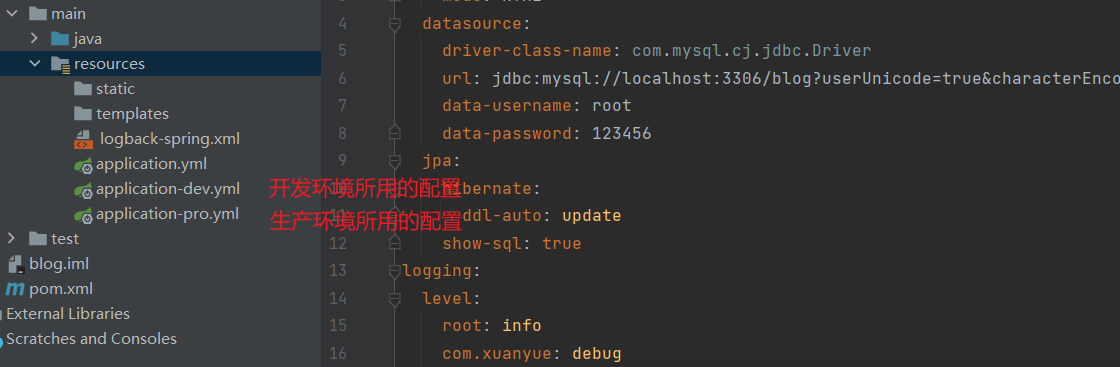 main
java
resources
static
templates
logback-spring.xml
application.yml
application-dev.yml
application-pro.yml
test
blog.iml
pom.xml
External Libraries
Scratches and Consoles
开发环境所用的配置
生产环境所用的配置
4 datasource:
5 driver-class-name: com.mysql.cj.jdbc.Driver
6 url: jdbc:mysql://localhost:3306/blog?userUnicode=true&characterEnco
7 data-username: root
8 data-password: 123456
9 jpa:
hibernate:
ddl-auto: update
12 show-sql: true
13 logging:
14 level:
15 root: info
16 com.xuanyue: debug